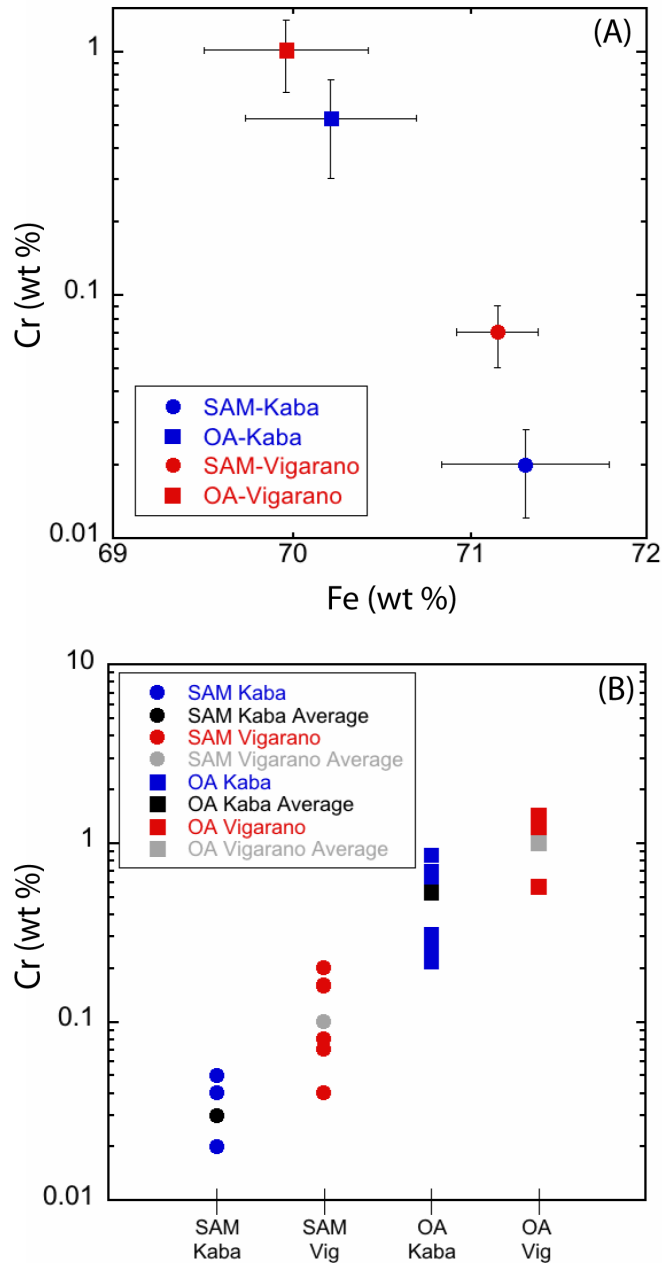 (A)
1
0.1
0.01
Cr (wt %)
SAM-Kaba
OA-Kaba
SAM-Vigarano
OA-Vigarano
69
70
71
72
Fe (wt %)
(B)
10
1
0.1
0.01
Cr (wt %)
SAM Kaba
SAM Kaba Average
SAM Vigarano
SAM Vigarano Average
OA Kaba
OA Kaba Average
OA Vigarano
OA Vigarano Average
SAM
Kaba
SAM
Vig
OA
Kaba
OA
Vig